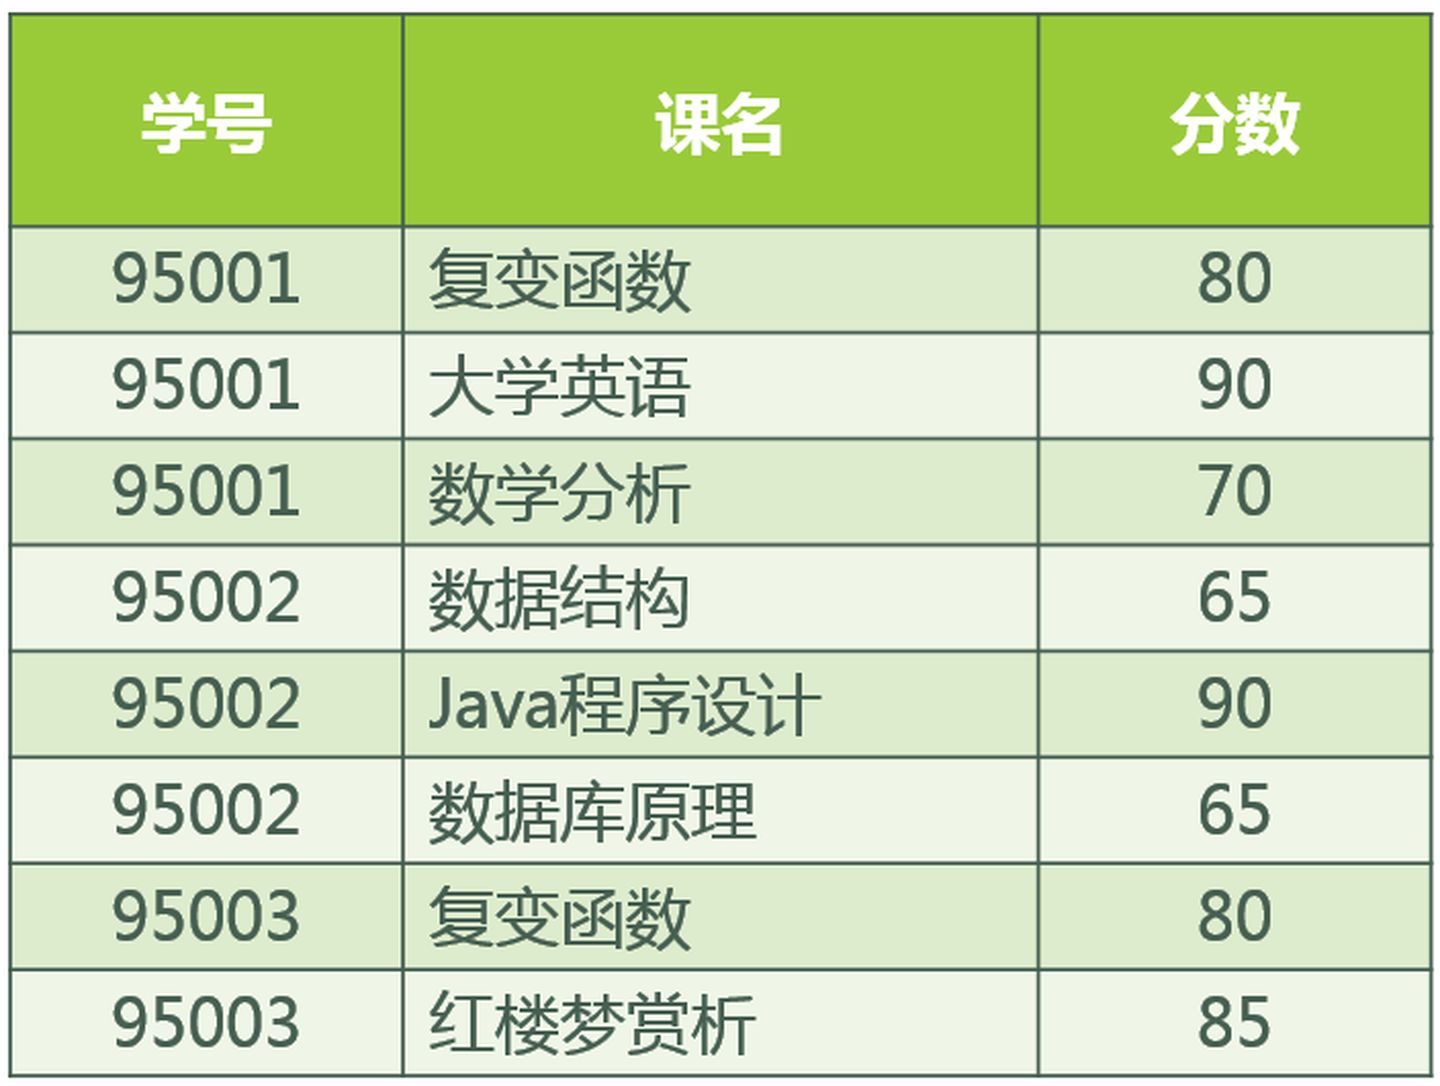 学号 课名 分数
95001 复变函数 80
95001 大学英语 90
95001 数学分析 70
95002 数据结构 65
95002 Java程序设计 90
95002 数据库原理 65
95003 复变函数 80
95003 红楼梦赏析 85